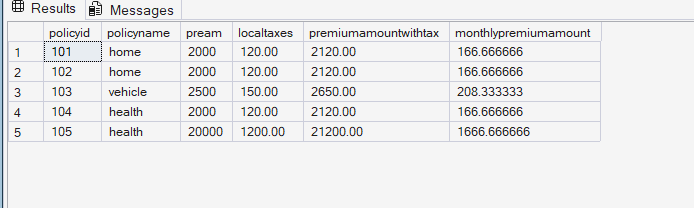 Results Messages
policyid policyname pream localtaxes premiumamountwithtax monthlypremiumamount
1 101 home 2000 120.00 2120.00 166.666666
2 102 home 2000 120.00 2120.00 166.666666
3 103 vehicle 2500 150.00 2650.00 208.333333
4 104 health 2000 120.00 2120.00 166.666666
5 105 health 20000 1200.00 21200.00 1666.666666